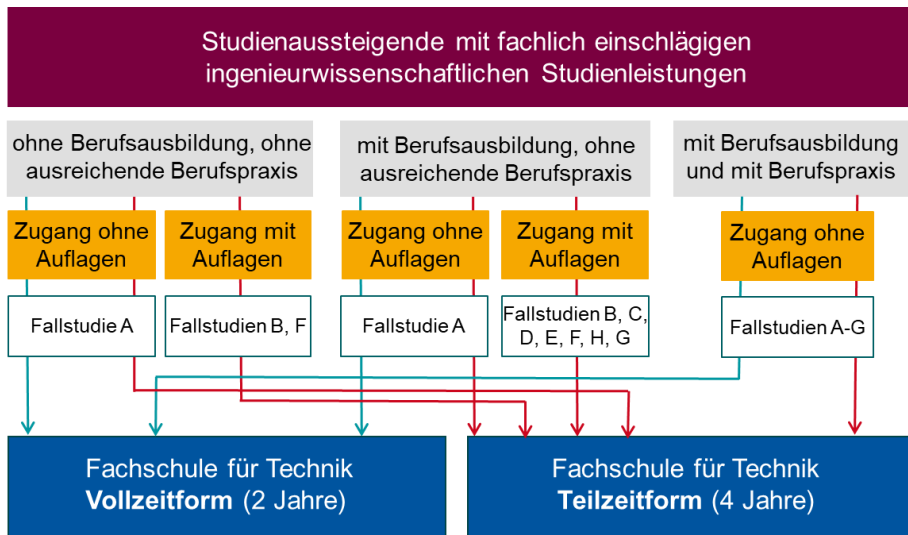 Studienaussteigende mit fachlich einschlägigen
ingenieurwissenschaftlichen Studienleistungen
ohne Berufsausbildung, ohne
ausreichende Berufspraxis
mit Berufsausbildung, ohne
ausreichende Berufspraxis
mit Berufsausbildung
und mit Berufspraxis
Zugang ohne
Auflagen
Zugang mit
Auflagen
Zugang ohne
Auflagen
Zugang mit
Auflagen
Zugang ohne
Auflagen
Fallstudie A
Fallstudien B, F
Fallstudie A
Fallstudien B, C,
D, E, F, H, G
Fallstudien A-G
Fachschule für Technik
Vollzeitform (2 Jahre)
Fachschule für Technik
Teilzeitform (4 Jahre)